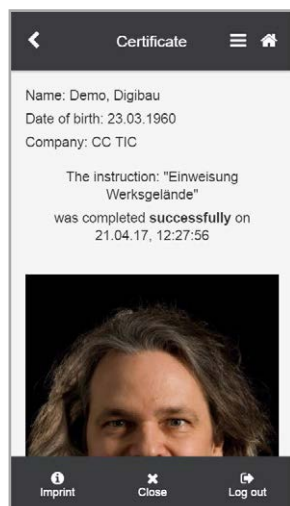 Certificate
Name: Demo, Digibau
Date of birth: 23.03.1960
Company: CC TIC
The instruction: "Einweisung
Werksgelände"
was completed successfully on
21.04.17, 12:27:56
Imprint
Close
Log out